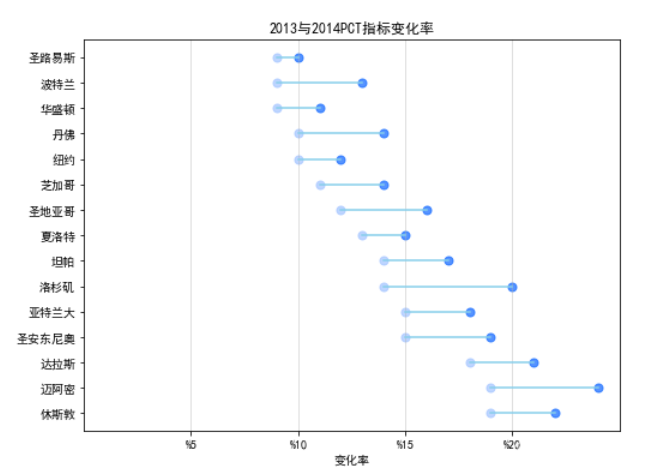 2013与2014PCT指标变化率
圣路易斯
波特兰
华盛顿
丹佛
纽约
芝加哥
圣地亚哥
夏洛特
坦帕
洛杉矶
亚特兰大
圣安东尼奥
达拉斯
迈阿密
休斯敦
%5 %10 %15 %20
变化率